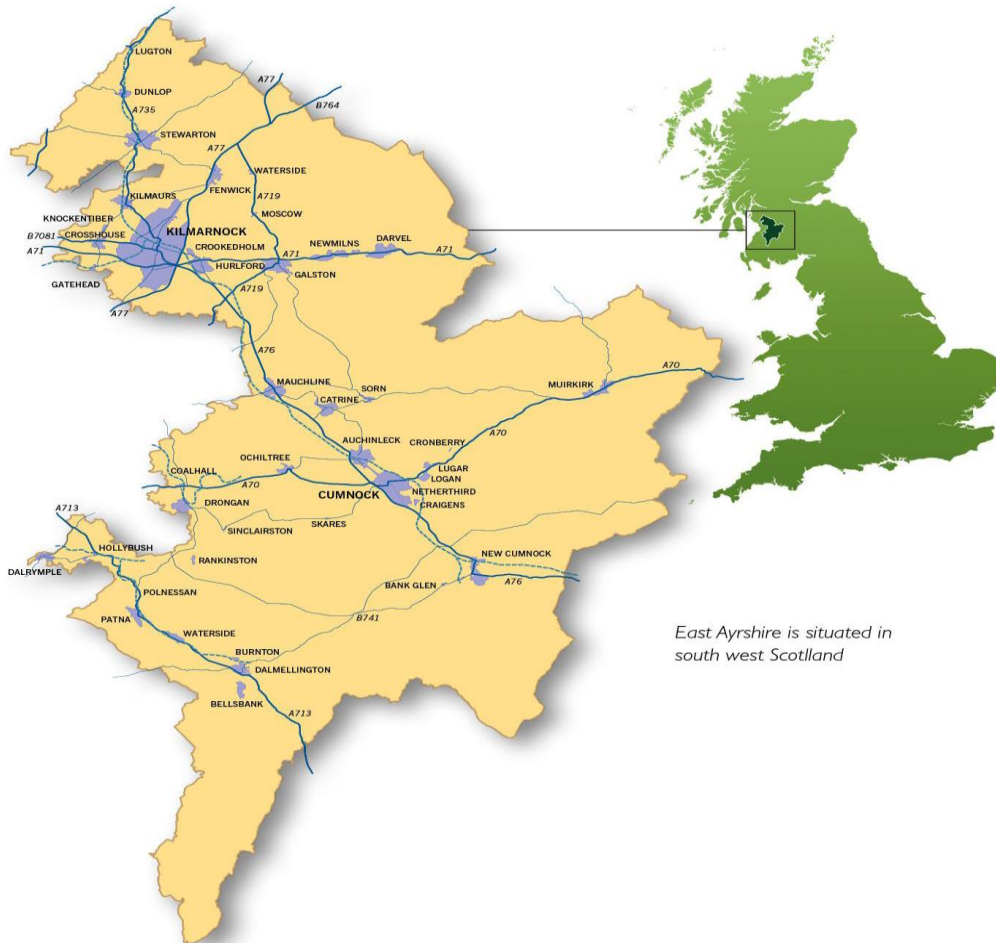 LUGTON
A77
DUNLOP
B764
A735
STEWARTON
A77
WATERSIDE
FENWICK
KILMAURS
A719
MOSCOW
KNOCKENTIBER
KILMARNOCK
B7081
CROSSHOUSE
CROOKEDHOLM
NEWMILNS
DARVEL
A71
A71
A71
HURLFORD
GALSTON
GATEHEAD
A719
A77
A76
MAUCHLINE
SORN
MUIRKIRK
A70
CATRINE
A70
AUCHINLECK
CRONBERRY
OCHILTREE
COALHALL
LUGAR
LOGAN
A70
CUMNOCK
NETHERTHIRD
DRONGAN
CRAIGENS
A713
SKARES
SINCLAIRSTON
HOLLYBUSH
NEW CUMNOCK
RANKINSTON
DALRYMPLE
BANK GLEN
A76
POLNESSAN
B741
PATNA
WATERSIDE
BURNTON
DALMELLINGTON
BELLSBANK
A713
East Ayrshire is situated in
south west Scotlland